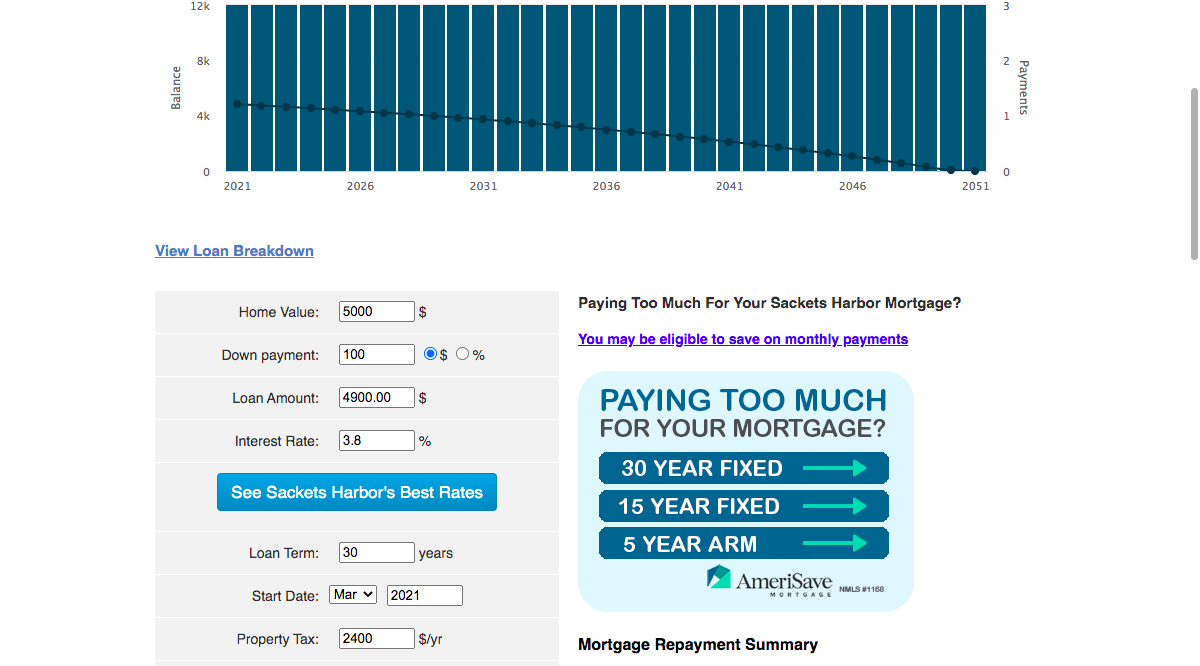 12k 3
8k 2
Balance
Payments
4k 1
0 0
2021 2026 2031 2036 2041 2046 2051
View Loan Breakdown
Home Value: 5000 $
Down payment: 100 $ %
Loan Amount: 4900.00 $
Interest Rate: 3.8 %
See Sackets Harbor's Best Rates
Loan Term: 30 years
Start Date: Mar 2021
Property Tax: 2400 $/yr
Paying Too Much For Your Sackets Harbor Mortgage?
You may be eligible to save on monthly payments
PAYING TOO MUCH
FOR YOUR MORTGAGE?
30 YEAR FIXED
15 YEAR FIXED
5 YEAR ARM
AmeriSave
MORTGAGE NMLS #1168
Mortgage Repayment Summary